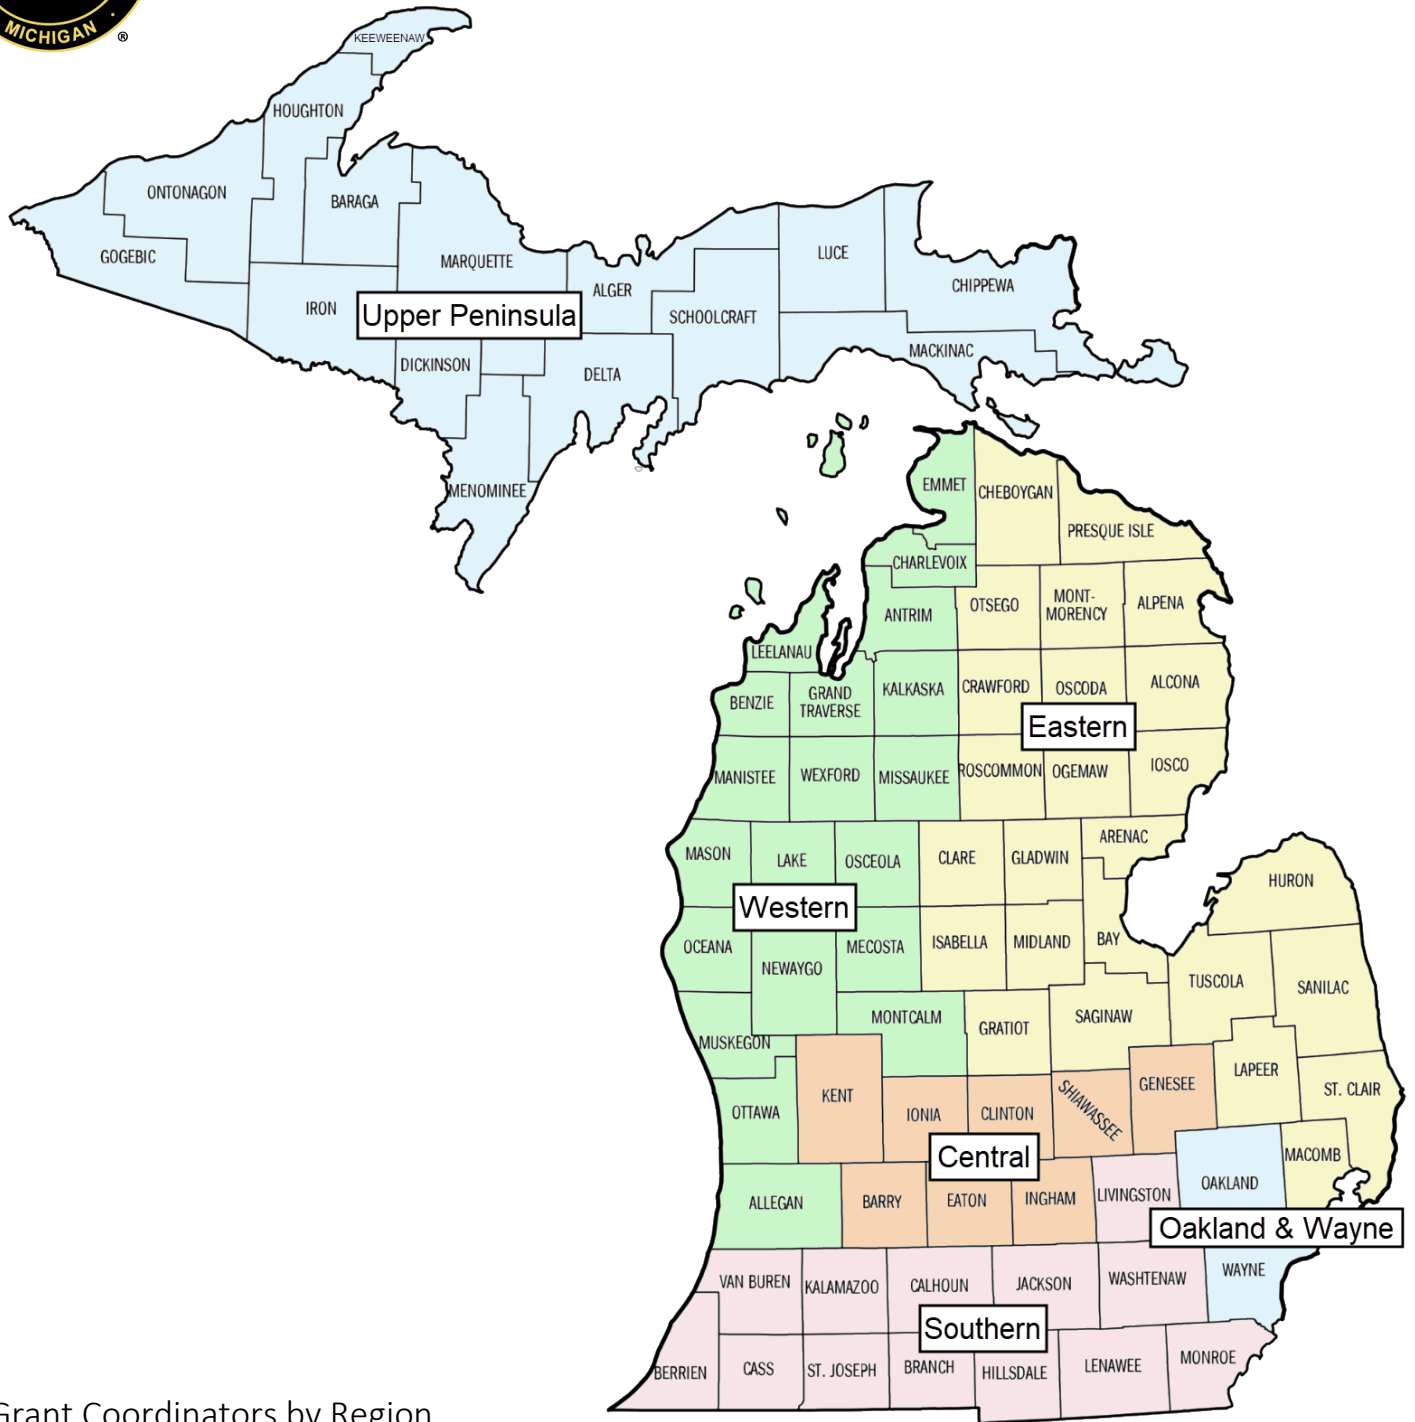 MICHIGAN
®
KEEWEENAW
HOUGHTON
ONTONAGON
BARAGA
GOGEBIC
MARQUETTE
LUCE
CHIPPEWA
ALGER
IRON
Upper Peninsula
SCHOOLCRAFT
MACKINAC
DICKINSON
DELTA
MENOMINEE
EMMET
CHEBOYGAN
PRESQUE ISLE
CHARLEVOIX
ANTRIM
OTSEGO
MONT-
MORENCY
ALPENA
LEELANAU
BENZIE
GRAND
TRAVERSE
KALKASKA
CRAWFORD
OSCODA
ALCONA
Eastern
MANISTEE
WEXFORD
MISSAUKEE
ROSCOMMON
OGEMAW
IOSCO
MASON
LAKE
OSCEOLA
CLARE
GLADWIN
ARENAC
HURON
Western
OCEANA
NEWAYGO
MECOSTA
ISABELLA
MIDLAND
BAY
TUSCOLA
SANILAC
MUSKEGON
MONTCALM
GRATIOT
SAGINAW
LAPEER
ST. CLAIR
OTTAWA
KENT
IONIA
CLINTON
SHIAWASSEE
GENESEE
Central
MACOMB
ALLEGAN
BARRY
EATON
INGHAM
LIVINGSTON
OAKLAND
Oakland & Wayne
VAN BUREN
KALAMAZOO
CALHOUN
JACKSON
WASHTENAW
WAYNE
Southern
BERRIEN
CASS
ST. JOSEPH
BRANCH
HILLSDALE
LENAWEE
MONROE
Grant Coordinators by Region